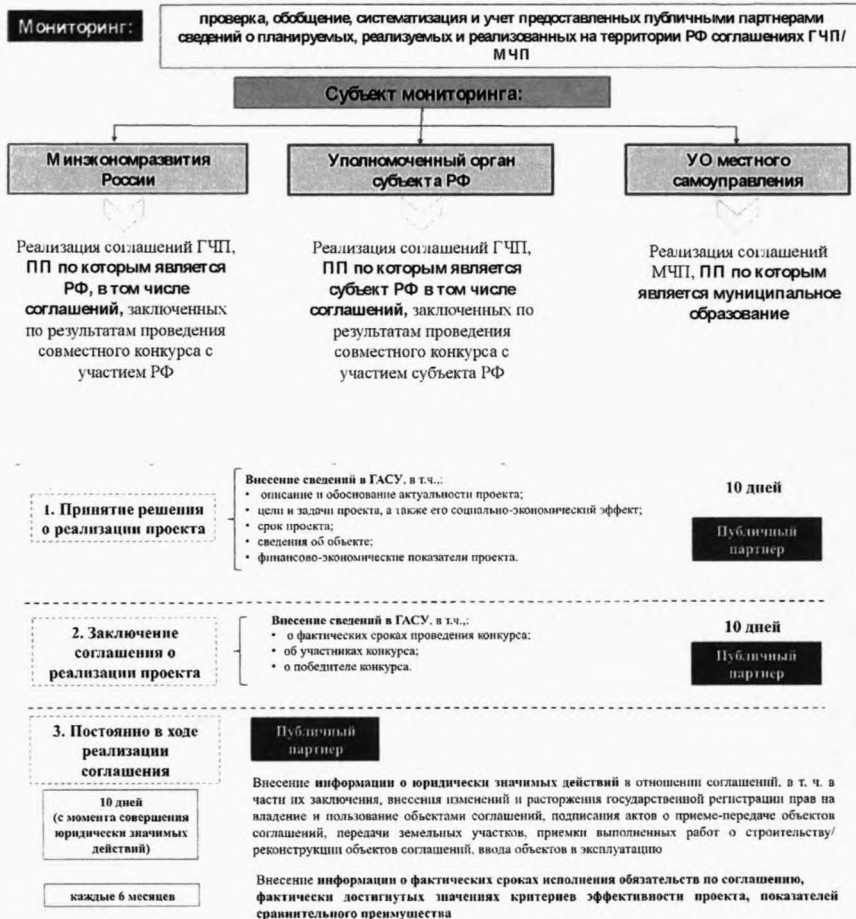 Мониторинг:
проверка, обобщение, систематизация и учет предоставленных публичными партнерами
сведений о планируемых, реализуемых и реализованных на территории РФ соглашениях ГЧП/
МЧП
Субъект мониторинга:
Минэкономразвития
России
Уполномоченный орган
субъекта РФ
УО местного
самоуправления
Реализация соглашений ГЧП,
ПП по которым является
РФ, в том числе
соглашений, заключенных
по результатам проведения
совместного конкурса с
участием РФ
Реализация соглашений ГЧП,
ПП по которым является
субъект РФ в том числе
соглашений, заключенных по
результатам проведения
совместного конкурса с
участием субъекта РФ
Реализация соглашений
МЧП, ПП по которым
является муниципальное
образование
1. Принятие решения
о реализации проекта
Внесение сведений в ГАСУ, в т.ч.,:
• описание и обоснование актуальности проекта;
• цели и задачи проекта, а также его социально-экономический эффект;
• срок проекта;
• сведения об объекте;
• финансово-экономические показатели проекта.
10 дней
Публичный
партнер
2. Заключение
соглашения о
реализации проекта
Внесение сведений в ГАСУ, в т.ч.,:
• о фактических сроках проведения конкурса;
• об участниках конкурса;
• о победителе конкурса.
10 дней
Публичный
партнер
3. Постоянно в ходе
реализации
соглашения
Публичный
партнер
10 дней
(с момента совершения
юридически значимых
действий)
Внесение информации о юридически значимых действий в отношении соглашений, в т. ч. в
части их заключения, внесения изменений и расторжения государственной регистрации прав на
владение и пользование объектами соглашений, подписания актов о приеме-передаче объектов
соглашений, передачи земельных участков, приемки выполненных работ о строительству/
реконструкции объектов соглашений, ввода объектов в эксплуатацию
каждые 6 месяцев
Внесение информации о фактических сроках исполнения обязательств по соглашению,
фактически достигнутых значениях критериев эффективности проекта, показателей
сравнительного преимущества